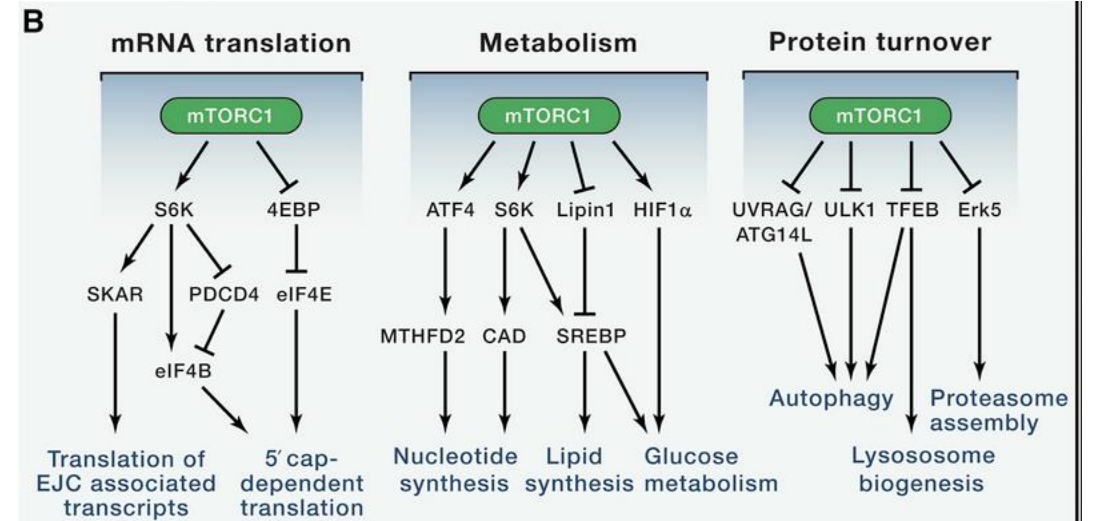 B
mRNA translation
Metabolism
Protein turnover
mTORC1
mTORC1
mTORC1
S6K
4EBP
ATF4
S6K
Lipin1
HIF1α
UVRAG/
ATG14L
ULK1
TFEB
Erk5
SKAR
PDCD4
eIF4E
MTHFD2
CAD
SREBP
eIF4B
Autophagy
Proteasome
assembly
Translation of
EJC associated
transcripts
5′ cap-
dependent
translation
Nucleotide
synthesis
Lipid
synthesis
Glucose
metabolism
Lysososome
biogenesis